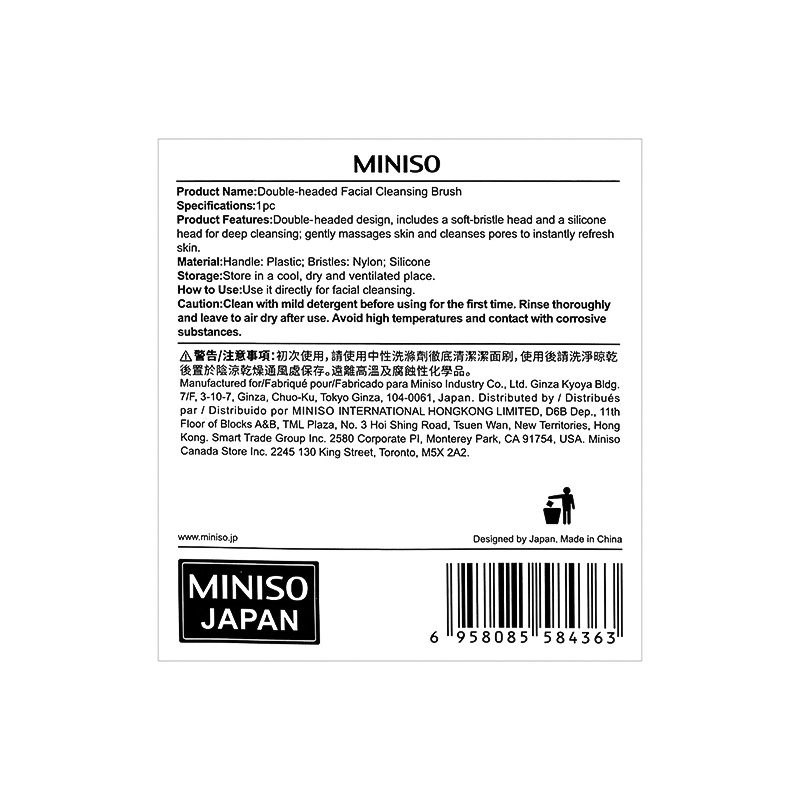 MINISO
Product Name:Double-headed Facial Cleansing Brush
Specifications:1pc
Product Features:Double-headed design, includes a soft-bristle head and a silicone
head for deep cleansing; gently massages skin and cleanses pores to instantly refresh
skin.
Material:Handle: Plastic; Bristles: Nylon; Silicone
Storage:Store in a cool, dry and ventilated place.
How to Use:Use it directly for facial cleansing.
Caution:Clean with mild detergent before using for the first time. Rinse thoroughly
and leave to air dry after use. Avoid high temperatures and contact with corrosive
substances.
⚠警告/注意事項:初次使用,請使用中性洗滌劑徹底清潔潔面刷,使用後請洗淨晾乾
後置於陰涼乾燥通風處保存。遠離高溫及腐蝕性化學品。
Manufactured for/Fabriqué pour/Fabricado para Miniso Industry Co., Ltd. Ginza Kyoya Bldg.
7/F, 3-10-7, Ginza, Chuo-Ku, Tokyo Ginza, 104-0061, Japan. Distributed by / Distribués
par / Distribuido por MINISO INTERNATIONAL HONGKONG LIMITED, D6B Dep., 11th
Floor of Blocks A&B, TML Plaza, No. 3 Hoi Shing Road, Tsuen Wan, New Territories, Hong
Kong. Smart Trade Group Inc. 2580 Corporate Pl, Monterey Park, CA 91754, USA. Miniso
Canada Store Inc. 2245 130 King Street, Toronto, M5X 2A2.
www.miniso.jp
Designed by Japan, Made in China
MINISO
JAPAN
6 958085 584363